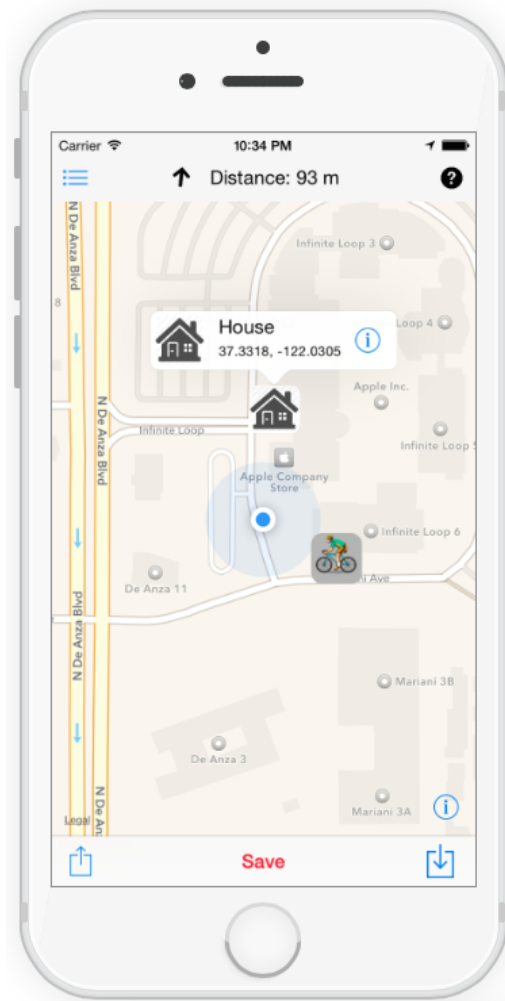 Carrier
10:34 PM
Distance: 93 m
?
N De Anza Blvd
Infinite Loop 3
8
House
37.3318, -122.0305
i
Loop 4
Apple Inc.
N De Anza Blvd
Infinite Loop
Infinite Loop 5
Apple Company
Store
Infinite Loop 6
ni Ave
De Anza 11
N De Anza Blvd
Mariani 3B
De Anza 3
N De An
Mariani 3A
i
Legal
Save